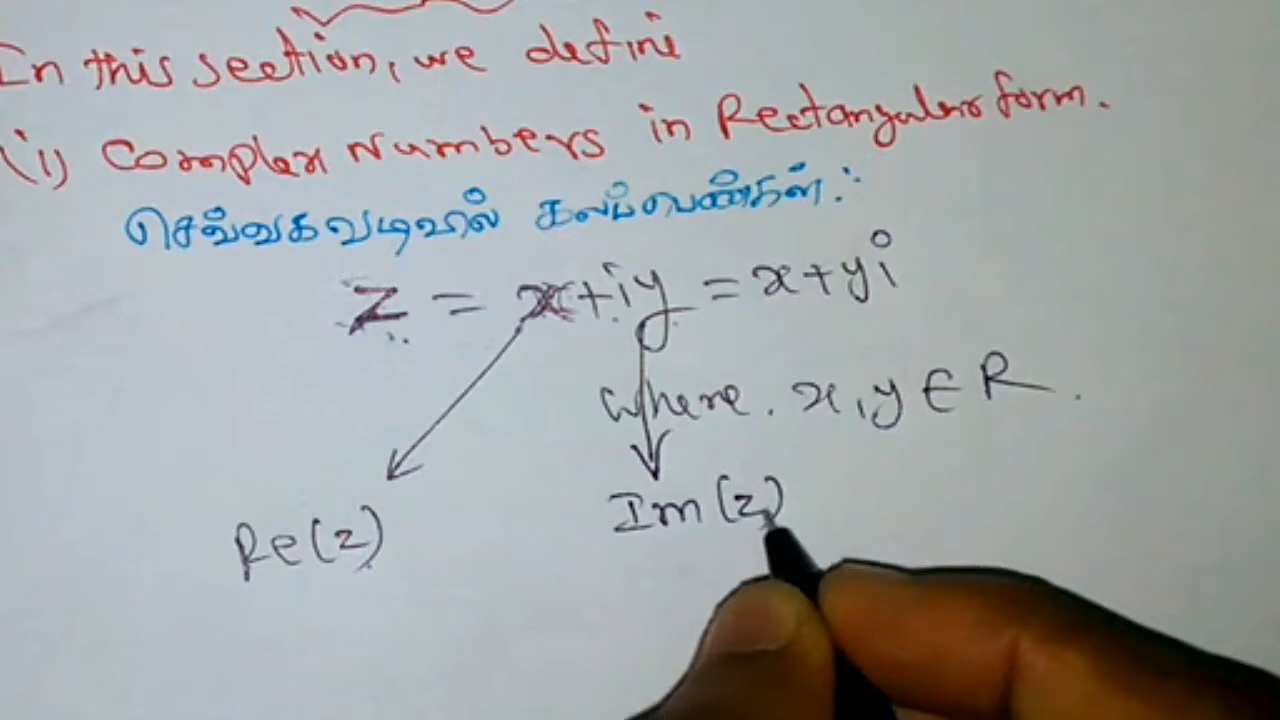 In this section, we define
(i) Complex Numbers in Rectangular form.
செவ்வக வடிவில் கலப்பெண்கள்:
z = x+iy = x+yi
where. x, y ∈ R.
Re(z) Im(z)